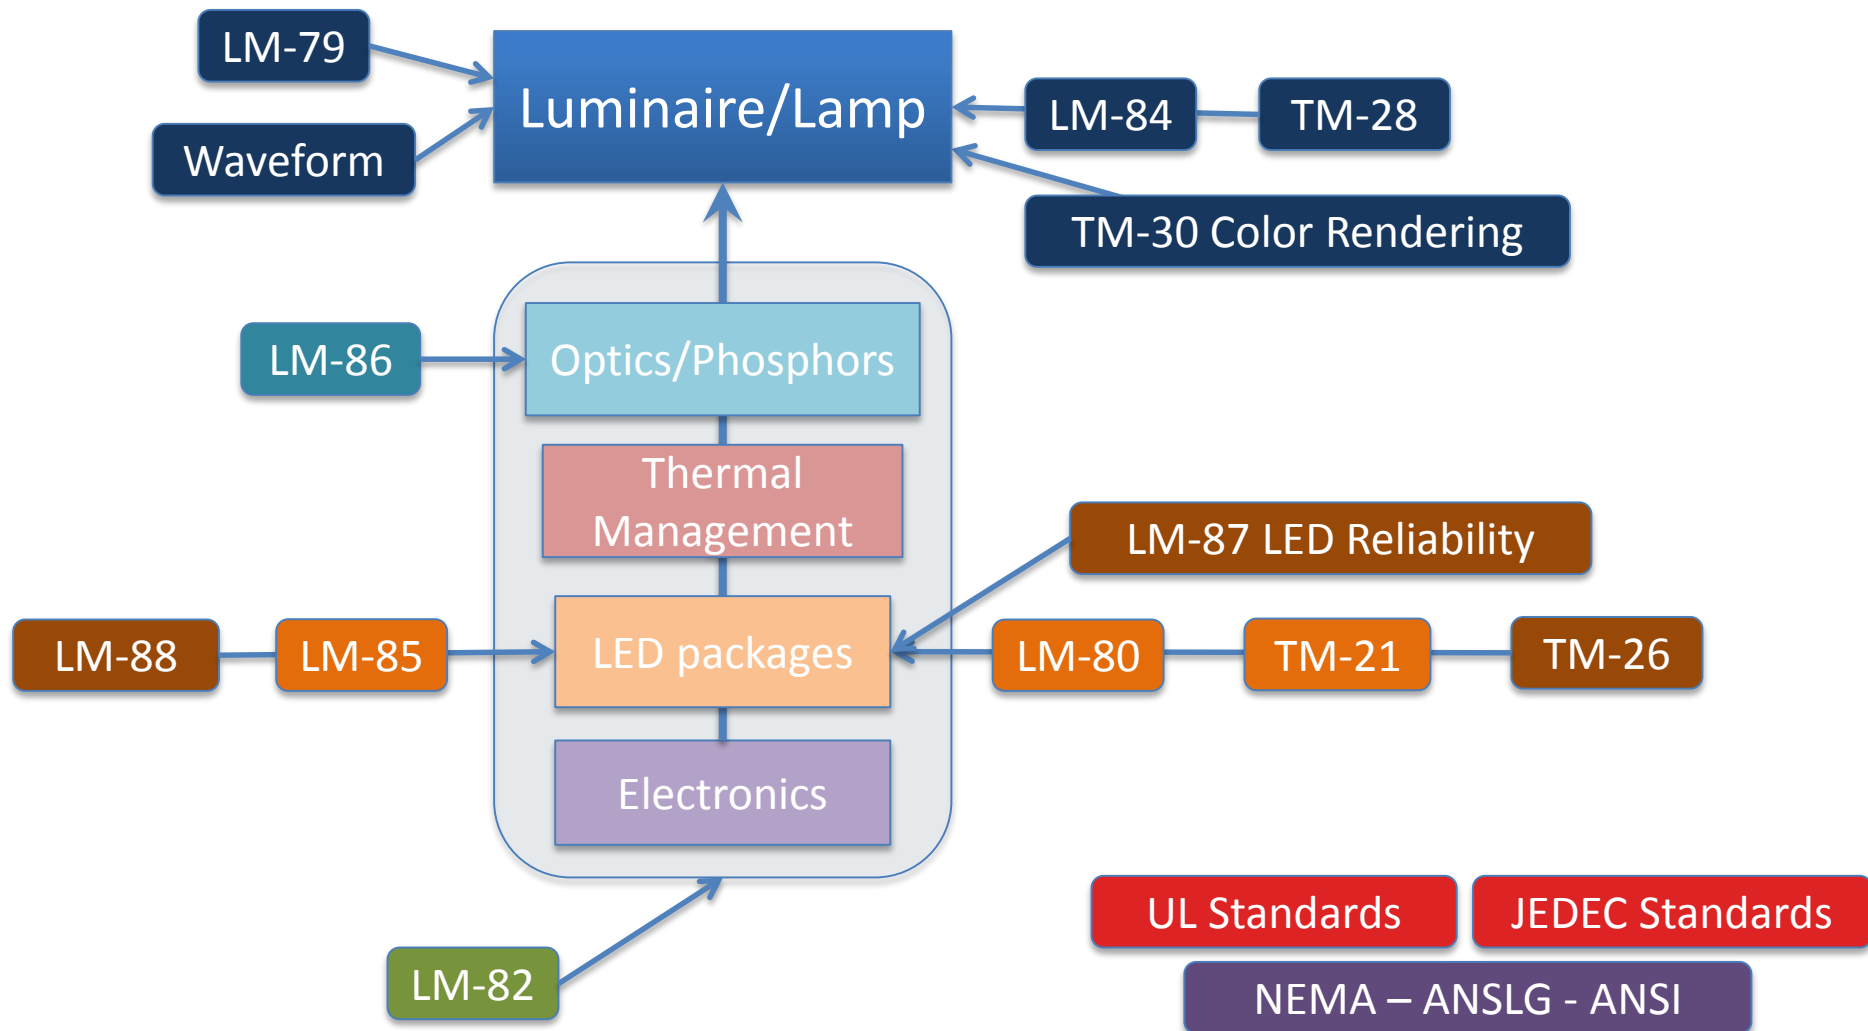 LM-79
Luminaire/Lamp
Waveform
LM-84
TM-28
TM-30 Color Rendering
LM-86
Optics/Phosphors
Thermal
Management
LM-87 LED Reliability
LM-88
LM-85
LED packages
LM-80
TM-21
TM-26
Electronics
UL Standards
JEDEC Standards
LM-82
NEMA – ANSLG - ANSI